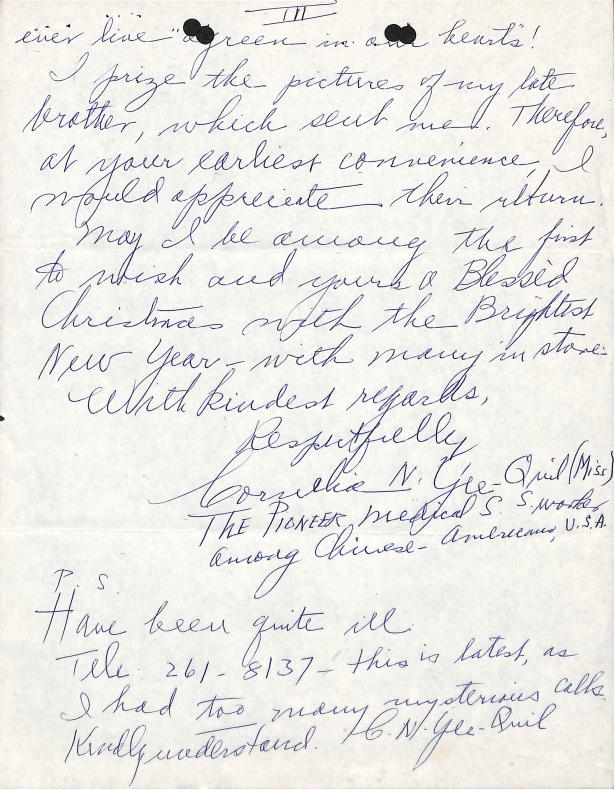 III
ever live "agreen in our hearts"!
I prize the pictures of my late
brother, which sent me. Therefore,
at your earliest convenience, I
would appreciate their return.
May I be among the first
to wish and yours a Blessed
Christmas with the Brightest
New Year - with many in store.
With kindest regards,
Respectfully
Cornelia N. Yee-Quil (Miss)
THE PIONEER Medical S. S. worker
among Chinese-Americans, U.S.A.
P. S.
Have been quite ill.
Tele. 261-8137 - this is latest, as
I had too many mysterious calls.
Kindly understand. C. N. Yee-Quil